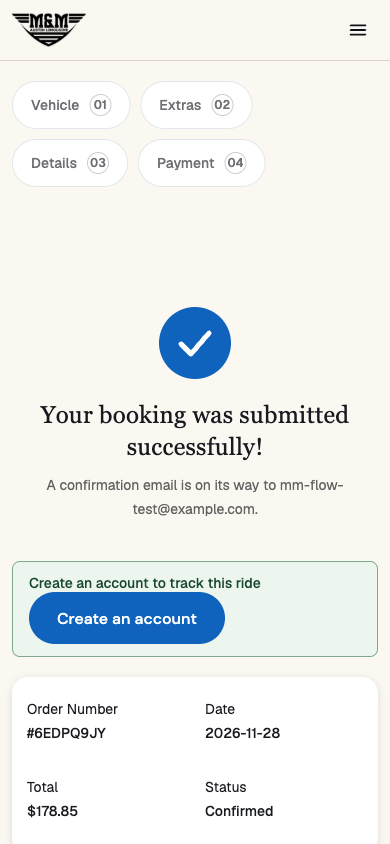 M&M
AUSTIN LIMOUSINE
Vehicle 01
Extras 02
Details 03
Payment 04
Your booking was submitted
successfully!
A confirmation email is on its way to mm-flow-
test@example.com.
Create an account to track this ride
Create an account
Order Number
Date
#6EDPQ9JY
2026-11-28
Total
Status
$178.85
Confirmed